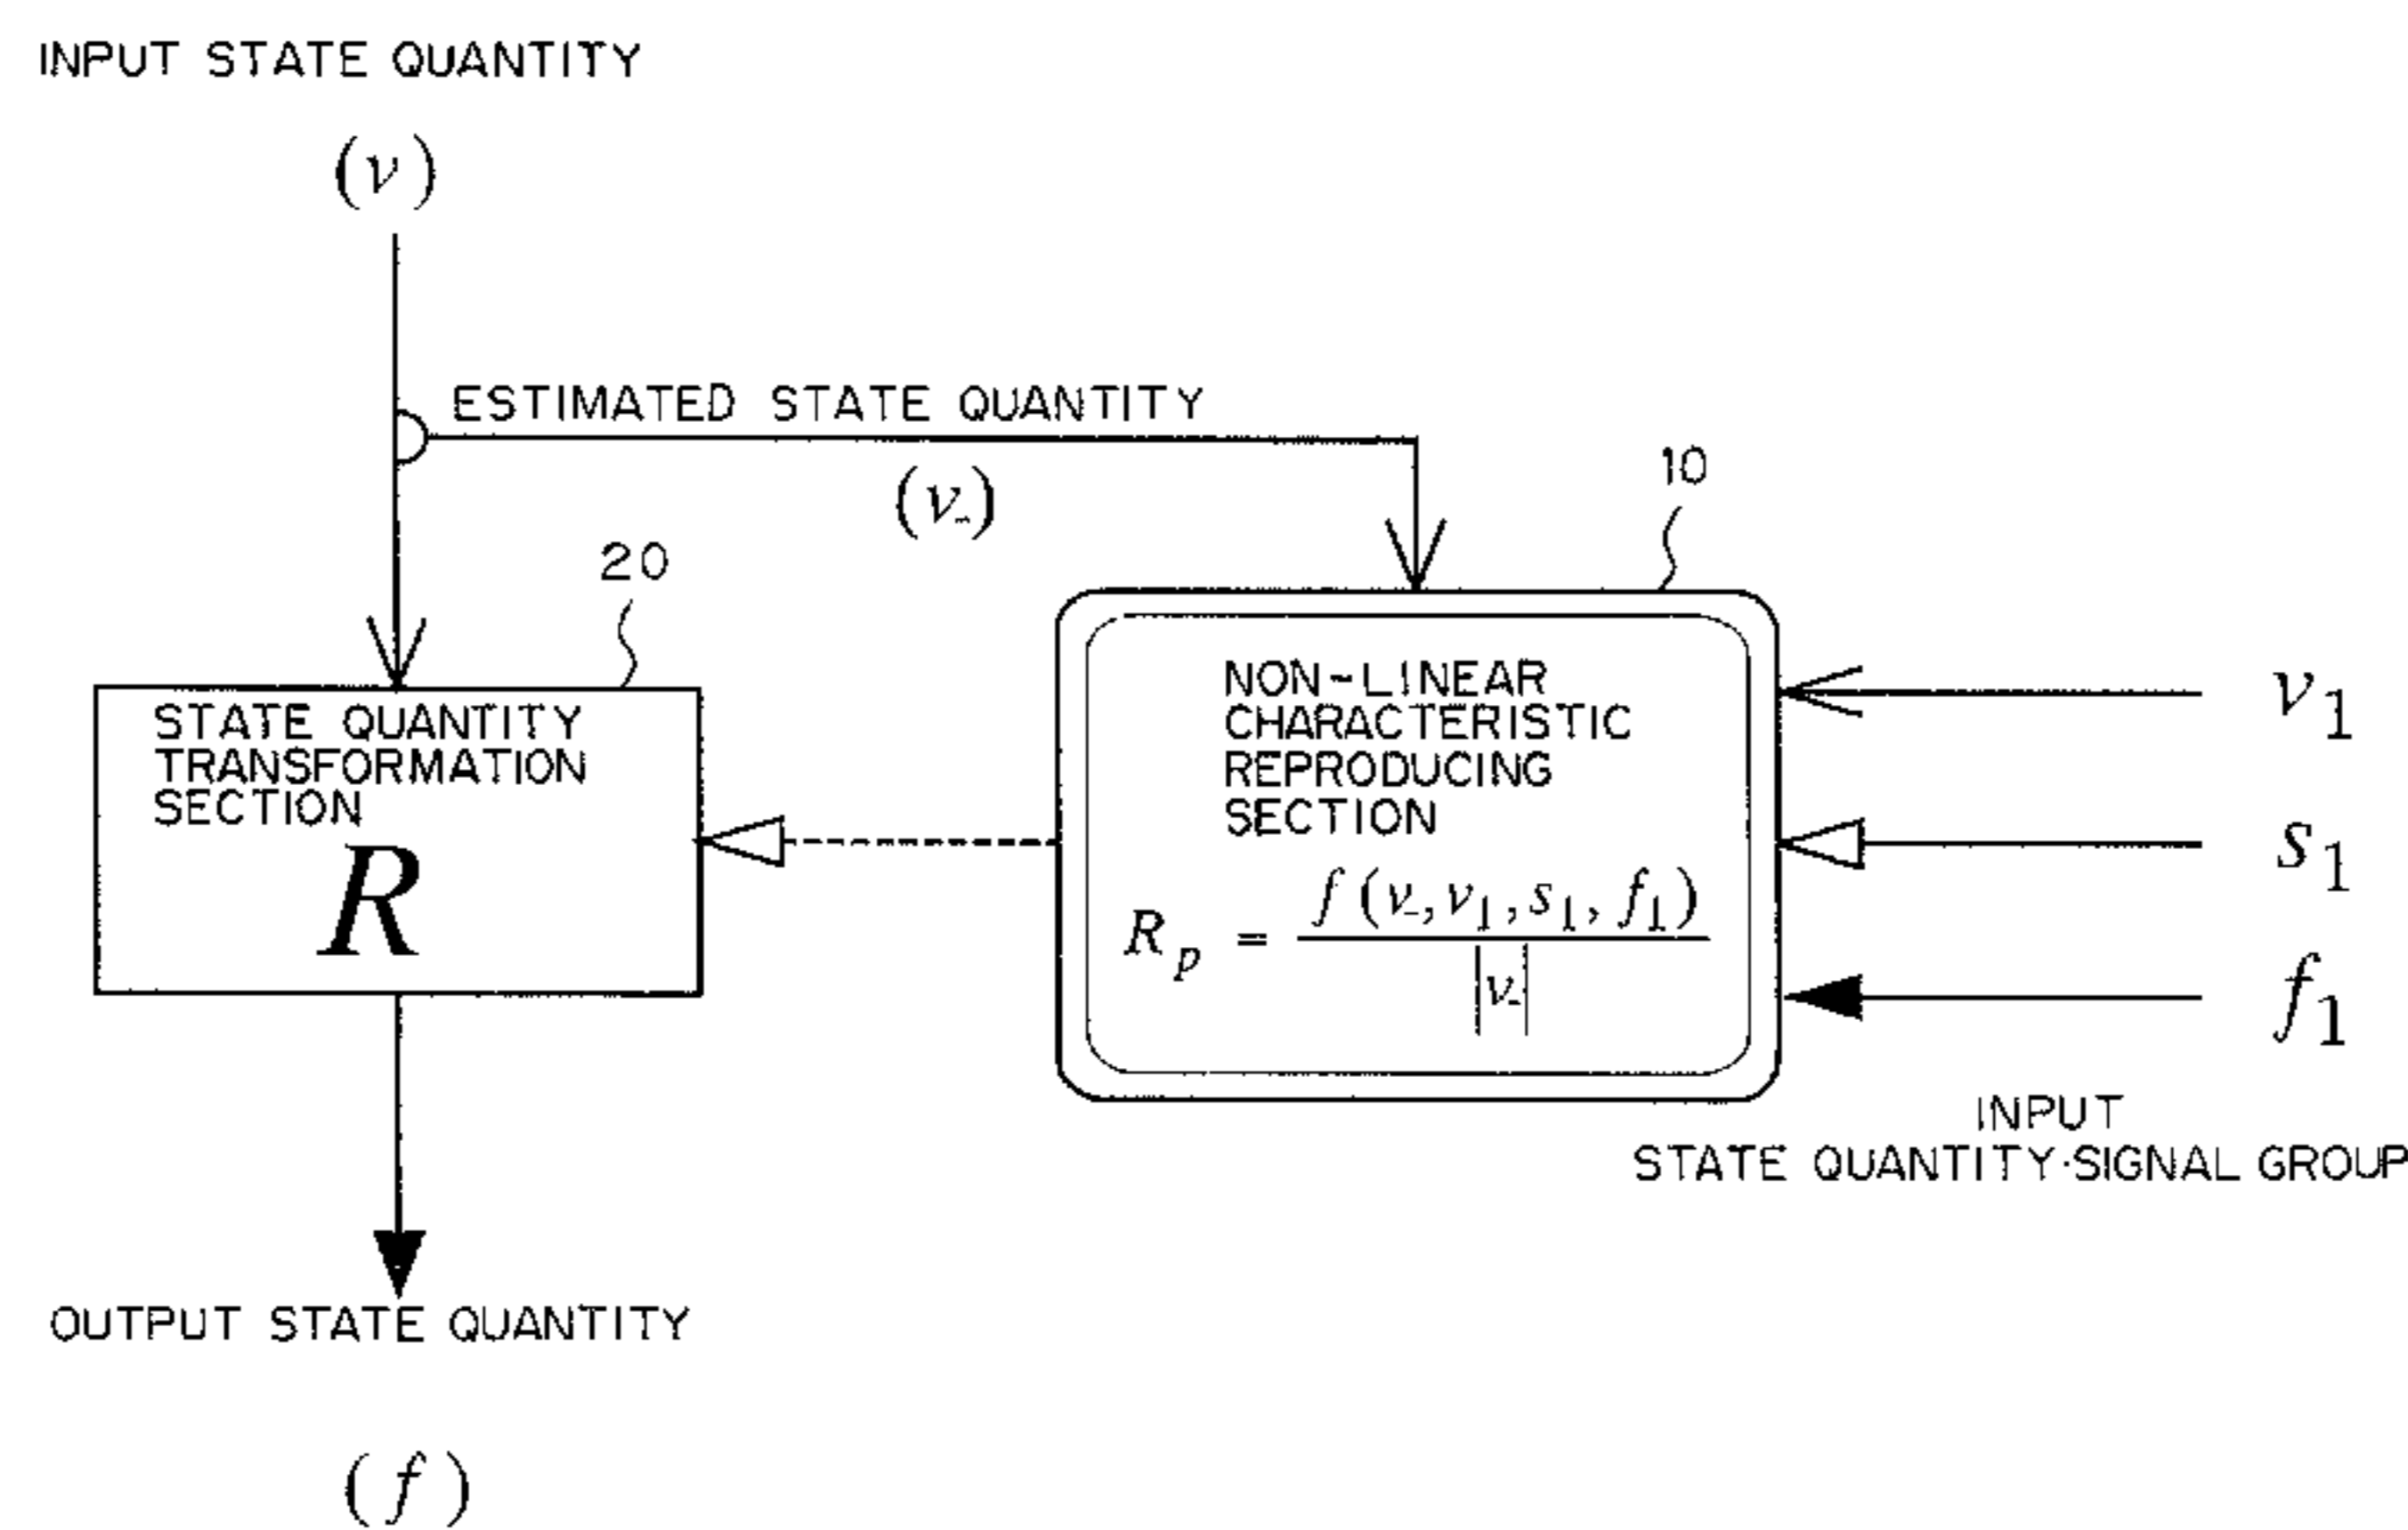 INPUT STATE QUANTITY
(v)
ESTIMATED STATE QUANTITY
(v-)
10
20
STATE QUANTITY
TRANSFORMATION
SECTION
R
NON-LINEAR
CHARACTERISTIC
REPRODUCING
SECTION
Rp = f(v-, v1, s1, f1) / |v-|
v1
s1
f1
INPUT
STATE QUANTITY·SIGNAL GROUP
OUTPUT STATE QUANTITY
(f)